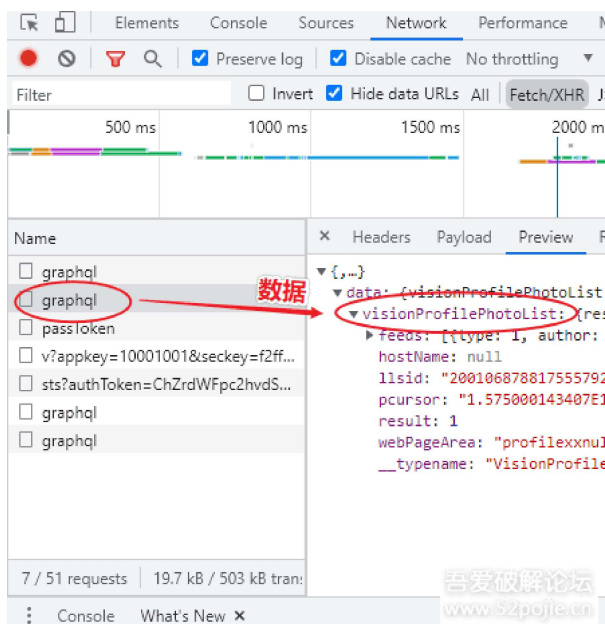 Elements Console Sources Network Performance
Preserve log Disable cache No throttling
Filter Invert Hide data URLs All Fetch/XHR
500 ms 1000 ms 1500 ms 2000 m
Name
× Headers Payload Preview
graphql
graphql
passToken
v?appkey=10001001&seckey=f2ff...
sts?authToken=ChZrdWFpc2hvdS...
graphql
graphql
数据
▼{,…}
▼data: {visionProfilePhotoList
▼visionProfilePhotoList: {res
▶feeds: [{type: 1, author:
hostName: null
llsid: "200106878817555792
pcursor: "1.575000143407E1
result: 1
webPageArea: "profilexxnul
__typename: "VisionProfile
7 / 51 requests 19.7 kB / 503 kB tran
Console What's New ×
吾爱破解论坛
www.52pojie.cn